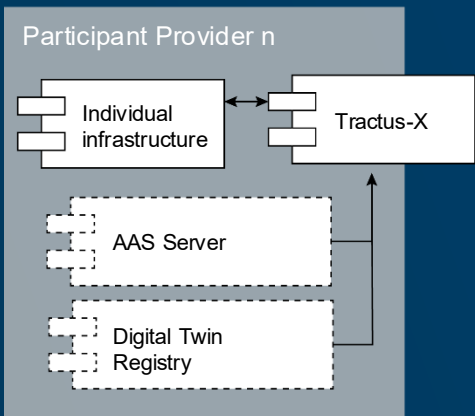 Participant Provider n
Individual
infrastructure
Tractus-X
AAS Server
Digital Twin
Registry